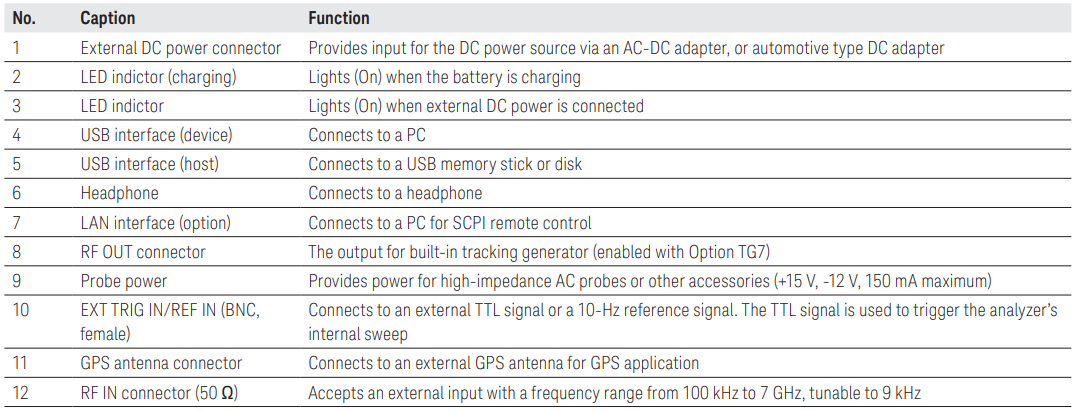 No. Caption Function
1 External DC power connector Provides input for the DC power source via an AC-DC adapter, or automotive type DC adapter
2 LED indictor (charging) Lights (On) when the battery is charging
3 LED indictor Lights (On) when external DC power is connected
4 USB interface (device) Connects to a PC
5 USB interface (host) Connects to a USB memory stick or disk
6 Headphone Connects to a headphone
7 LAN interface (option) Connects to a PC for SCPI remote control
8 RF OUT connector The output for built-in tracking generator (enabled with Option TG7)
9 Probe power Provides power for high-impedance AC probes or other accessories (+15 V, -12 V, 150 mA maximum)
10 EXT TRIG IN/REF IN (BNC, Connects to an external TTL signal or a 10-Hz reference signal. The TTL signal is used to trigger the analyzer's
female) internal sweep
11 GPS antenna connector Connects to an external GPS antenna for GPS application
12 RF IN connector (50 Ω) Accepts an external input with a frequency range from 100 kHz to 7 GHz, tunable to 9 kHz